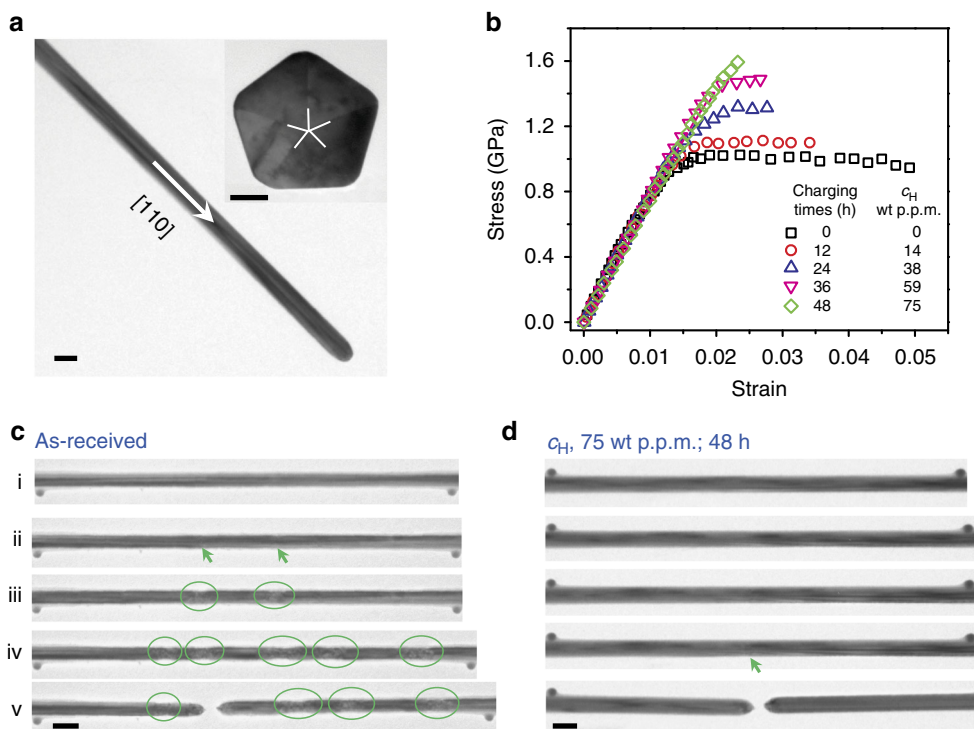 a
[110]
b
Stress (GPa)
1.6
1.2
0.8
0.4
0.0
0.00 0.01 0.02 0.03 0.04 0.05
Strain
Charging times (h) cH wt p.p.m.
0 0
12 14
24 38
36 59
48 75
c As-received
i
ii
iii
iv
v
d cH, 75 wt p.p.m.; 48 h